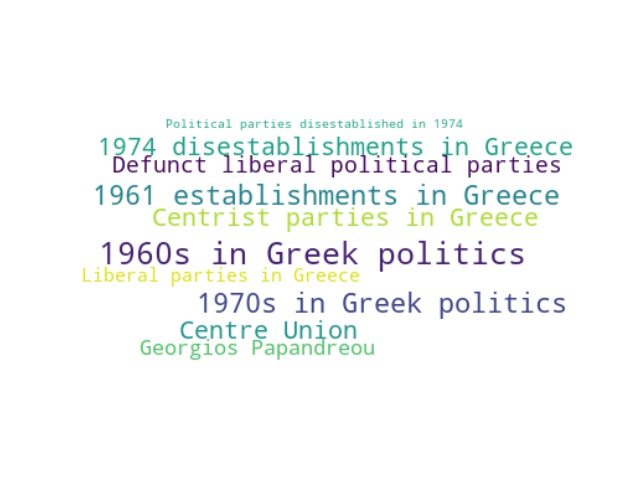 Political parties disestablished in 1974
1974 disestablishments in Greece
Defunct liberal political parties
1961 establishments in Greece
Centrist parties in Greece
1960s in Greek politics
Liberal parties in Greece
1970s in Greek politics
Centre Union
Georgios Papandreou